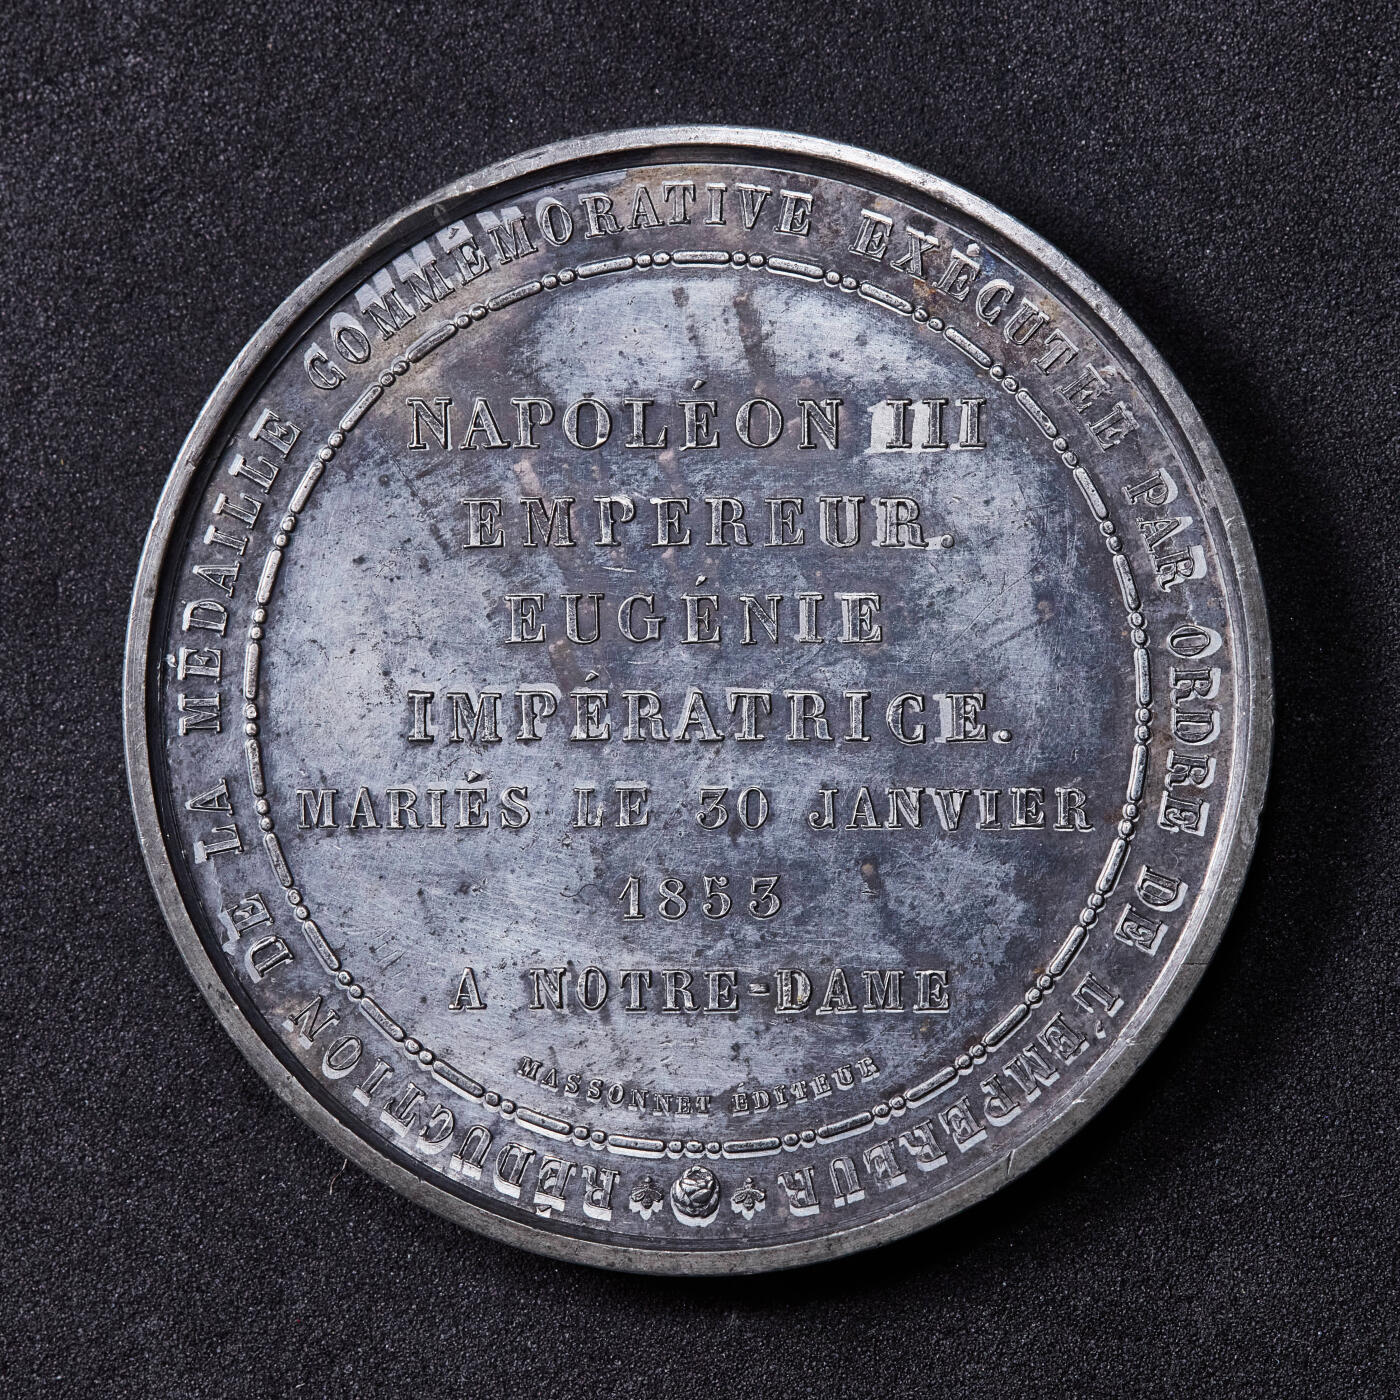 RÉDUCTION DE LA MÉDAILLE COMMÉMORATIVE EXÉCUTÉE PAR ORDRE DE L'EMPEREUR
NAPOLÉON III
EMPEREUR.
EUGÉNIE
IMPÉRATRICE.
MARIÉS LE 30 JANVIER
1853
A NOTRE-DAME
MASSONNET ÉDITEUR